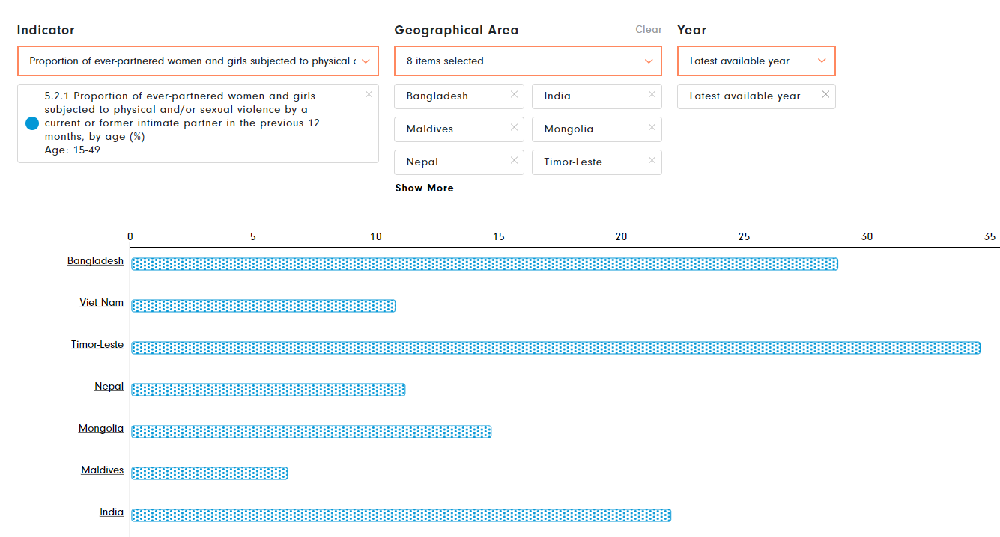 Indicator
Geographical Area
Clear
Year
Proportion of ever-partnered women and girls subjected to physical
8 items selected
Latest available year
5.2.1 Proportion of ever-partnered women and girls
subjected to physical and/or sexual violence by a
current or former intimate partner in the previous 12
months, by age (%)
Age: 15-49
Bangladesh
India
Maldives
Mongolia
Nepal
Timor-Leste
Show More
Latest available year
0 5 10 15 20 25 30 35
Bangladesh
Viet Nam
Timor-Leste
Nepal
Mongolia
Maldives
India